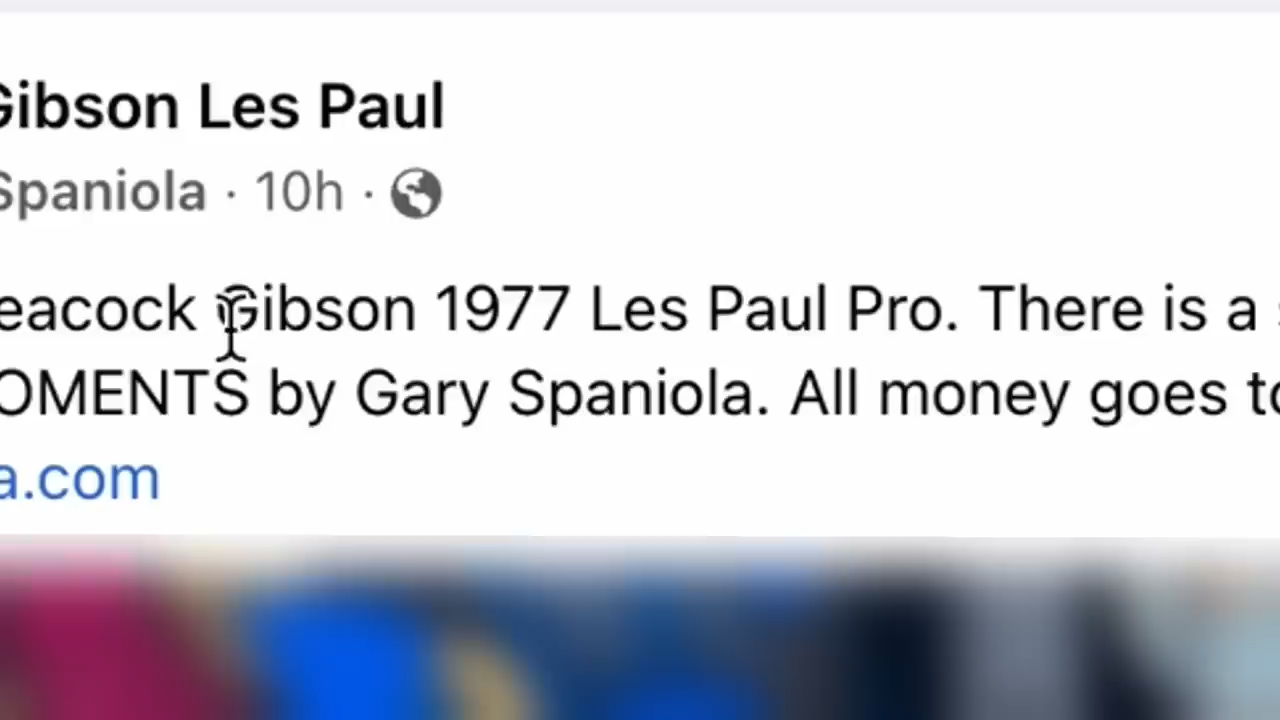 Gibson Les Paul
Spaniola · 10h ·
eacock Gibson 1977 Les Paul Pro. There is a
OMENTS by Gary Spaniola. All money goes to
a.com